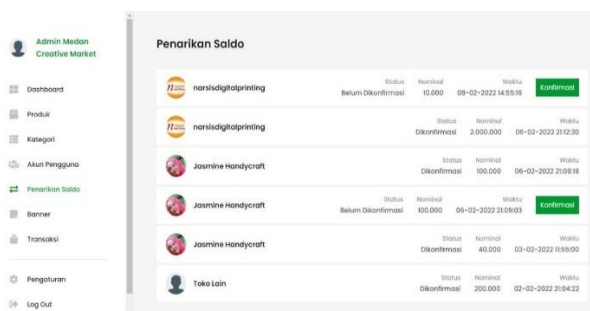 Admin Medan
Creative Market
Dashboard
Produk
Kategori
Akun Pengguna
Penarikan Saldo
Banner
Transaksi
Pengaturan
Log Out
Penarikan Saldo
narsisdigitalprinting
Status Nominal Waktu
Belum Dikonfirmasi 10.000 08-02-2022 14:55:16
Konfirmasi
narsisdigitalprinting
Status Nominal Waktu
Dikonfirmasi 2.000.000 06-02-2022 21:12:30
Jasmine Handycraft
Status Nominal Waktu
Dikonfirmasi 100.000 06-02-2022 21:09:19
Jasmine Handycraft
Status Nominal Waktu
Belum Dikonfirmasi 100.000 06-02-2022 21:09:03
Konfirmasi
Jasmine Handycraft
Status Nominal Waktu
Dikonfirmasi 40.000 03-02-2022 11:55:00
Toko Lain
Status Nominal Waktu
Dikonfirmasi 200.000 02-02-2022 21:04:22